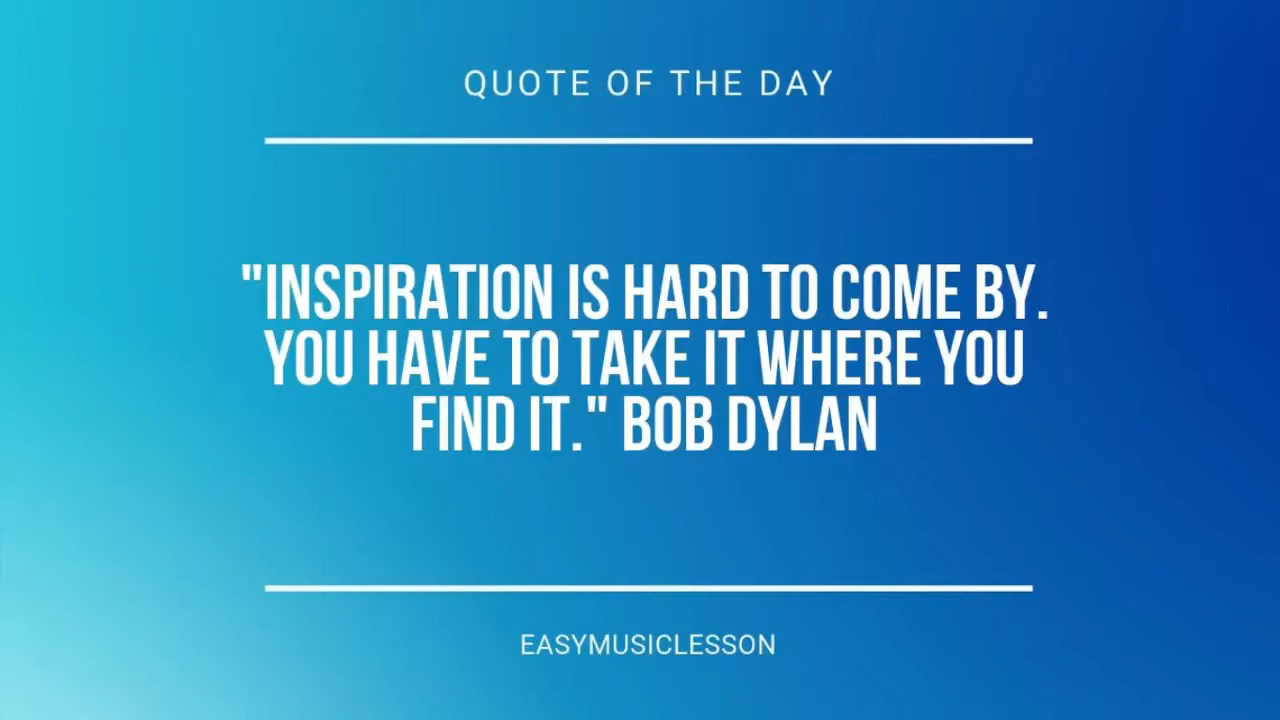 QUOTE OF THE DAY
"INSPIRATION IS HARD TO COME BY.
YOU HAVE TO TAKE IT WHERE YOU
FIND IT." BOB DYLAN
EASYMUSICLESSON